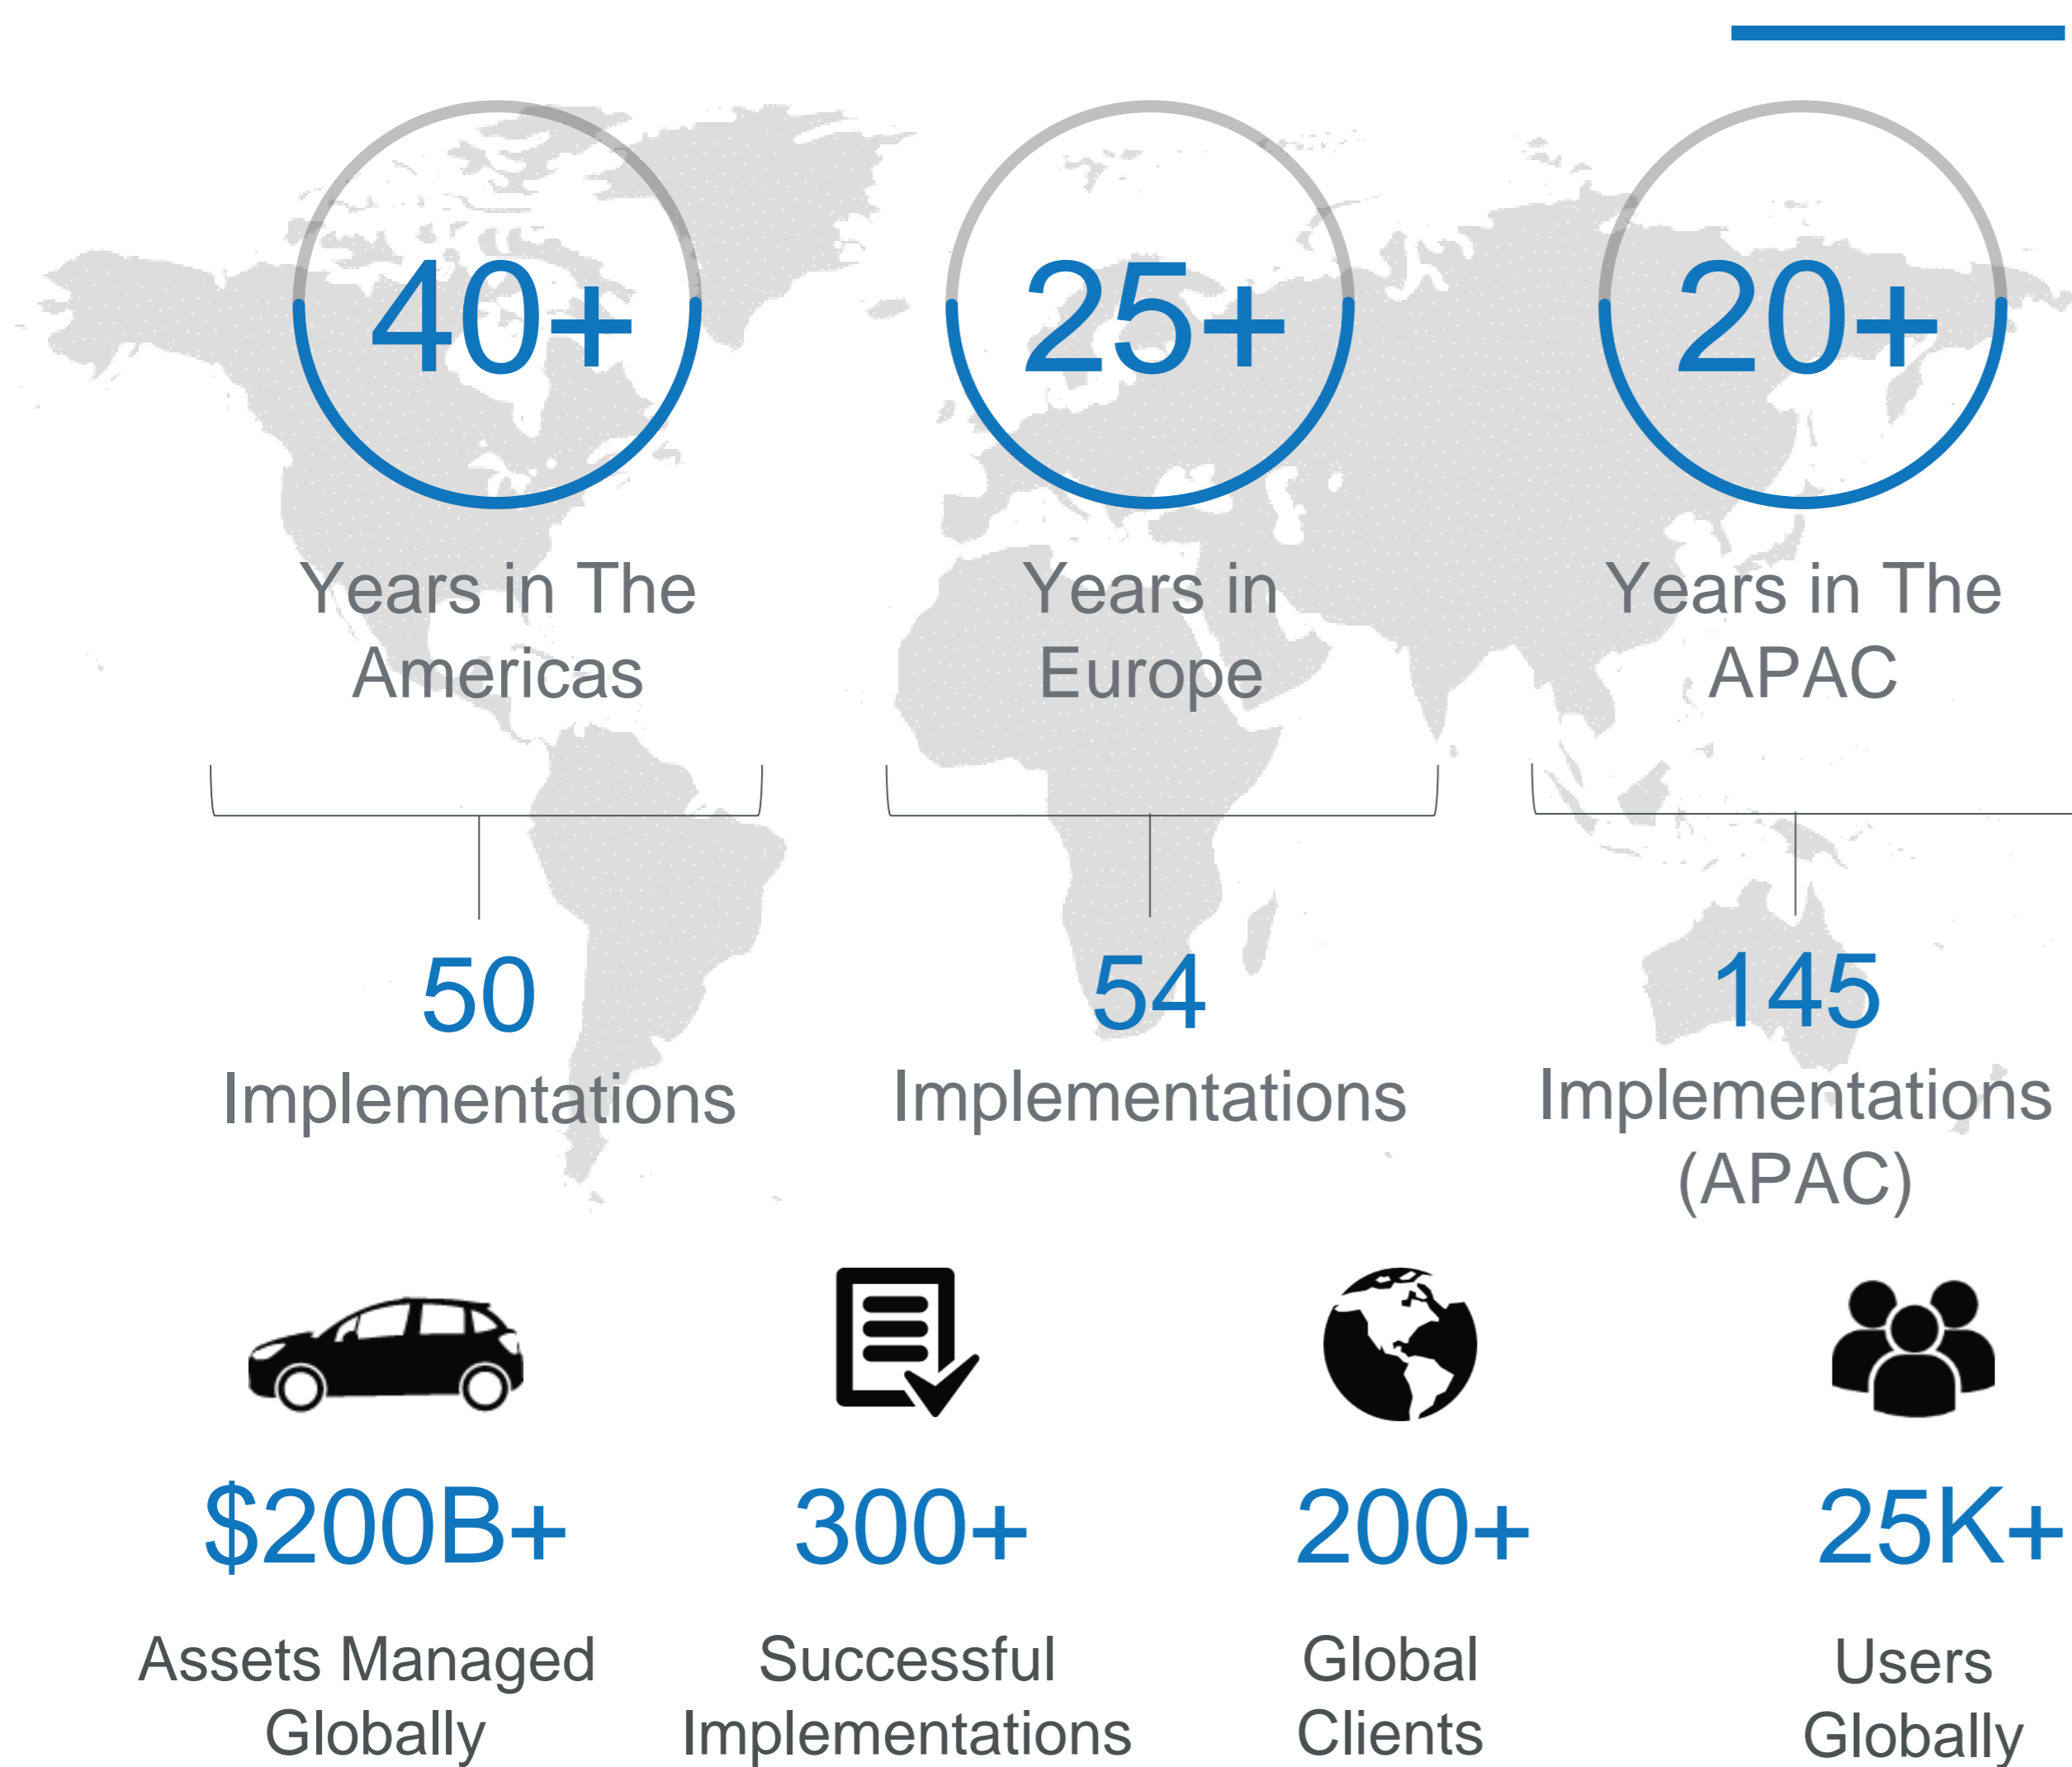 40+
Years in The
Americas
25+
Years in
Europe
20+
Years in The
APAC
50
Implementations
54
Implementations
145
Implementations
(APAC)
$200B+
Assets Managed
Globally
300+
Successful
Implementations
200+
Global
Clients
25K+
Users
Globally